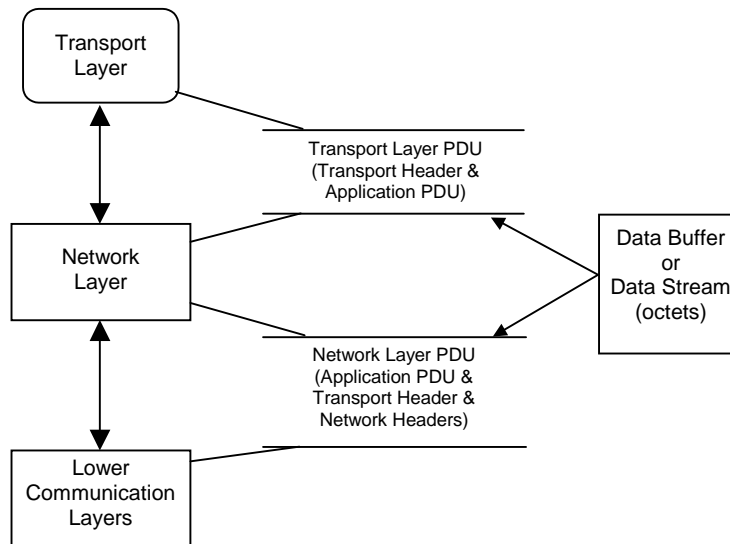 Transport
Layer
Transport Layer PDU
(Transport Header &
Application PDU)
Network
Layer
Data Buffer
or
Data Stream
(octets)
Network Layer PDU
(Application PDU &
Transport Header &
Network Headers)
Lower
Communication
Layers